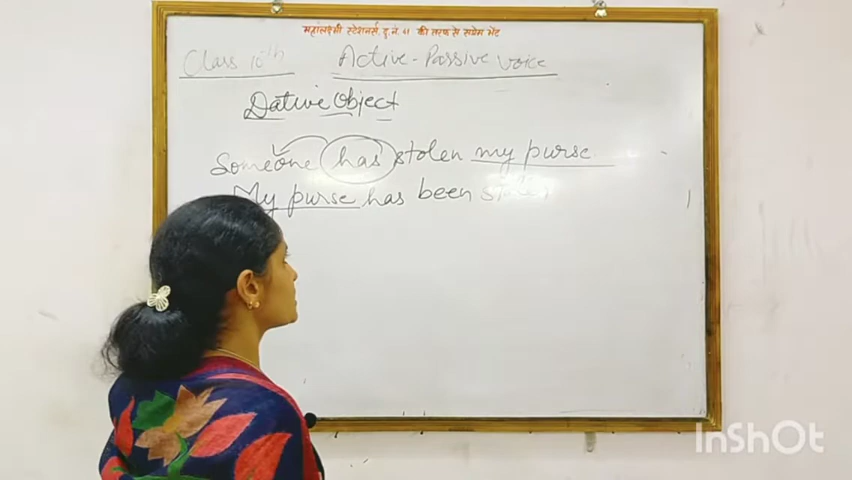 महालक्ष्मी स्टेशनर्स, दु. नं. 41 की तरफ से सप्रेम भेंट
Class 10th Active - Passive voice
Dative Object
Someone has stolen my purse
My purse has been
InShOt